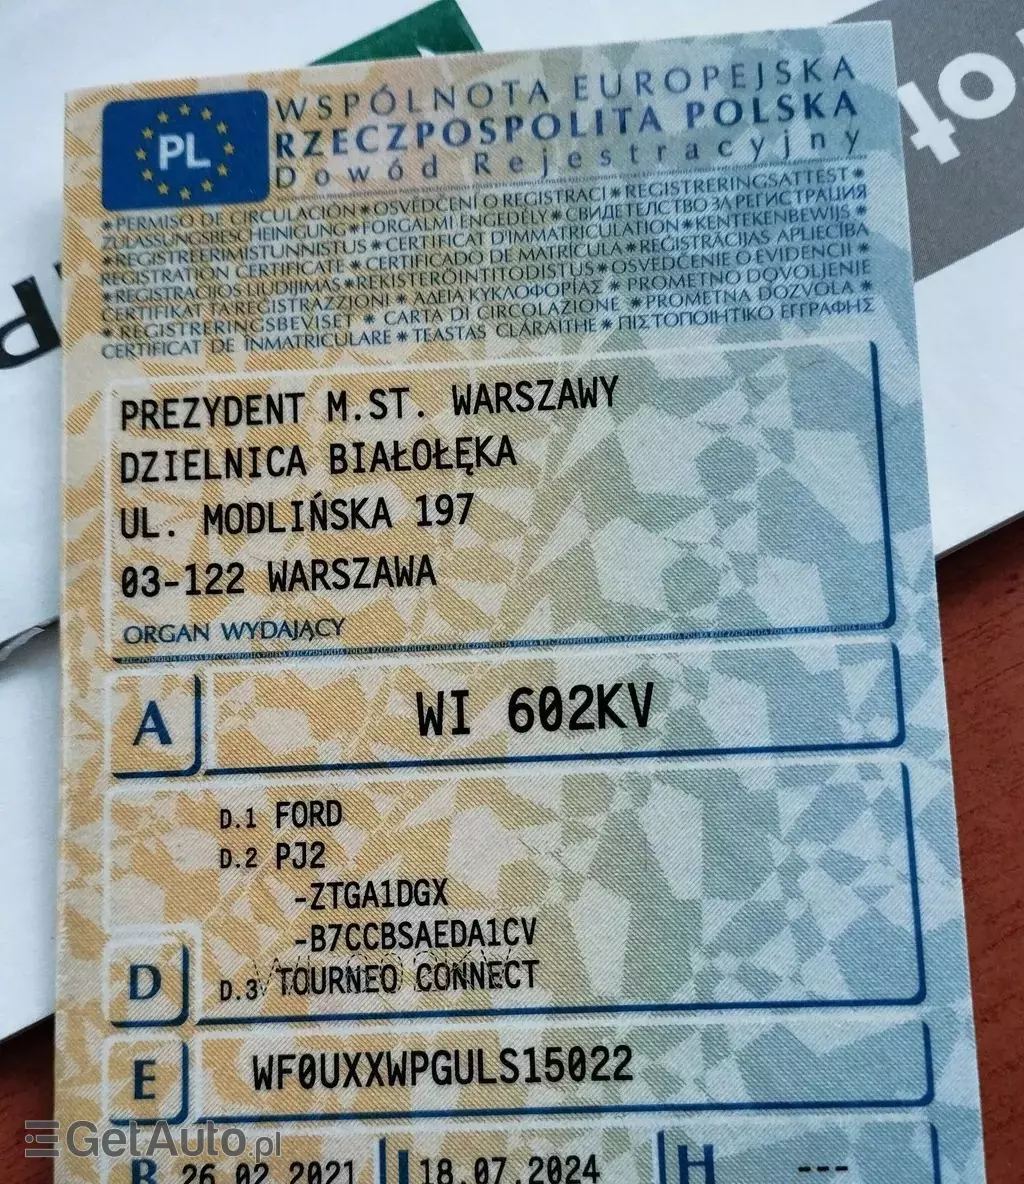 PL
WSPÓLNOTA EUROPEJSKA
RZECZPOSPOLITA POLSKA
Dowód Rejestracyjny
*PERMISO DE CIRCULACIÓN*OSVĚDČENÍ O REGISTRACI*REGISTRERINGSATTEST*
ZULASSUNGSBESCHEINIGUNG*FORGALMI ENGEDÉLY*СВИДЕТЕЛСТВО ЗА РЕГИСТРАЦИЯ
*REGISTREERIMISTUNNISTUS*CERTIFICAT D'IMMATRICULATION*KENTEKENBEWIJS*
REGISTRATION CERTIFICATE*CERTIFICADO DE MATRÍCULA*REĢISTRĀCIJAS APLIECĪBA
*REGISTRACIJOS LIUDIJIMAS*REKISTERÖINTITODISTUS*OSVEDČENIE O EVIDENCII*
ĊERTIFIKAT TA'REĠISTRAZZJONI*ΑΔΕΙΑ ΚΥΚΛΟΦΟΡΙΑΣ*PROMETNO DOVOLJENJE
*REGISTRERINGSBEVISET*CARTA DI CIRCOLAZIONE*PROMETNA DOZVOLA*
CERTIFICAT DE ÎNMATRICULARE*TEASTAS CLÁRAITHE*ΠΙΣΤΟΠΟΙΗΤΙΚΟ ΕΓΓΡΑΦΗΣ
PREZYDENT M.ST. WARSZAWY
DZIELNICA BIAŁOŁĘKA
UL. MODLIŃSKA 197
03-122 WARSZAWA
ORGAN WYDAJĄCY
A WI 602KV
D.1 FORD
D.2 PJ2
-ZTGA1DGX
-B7CCBSAEDA1CV
D D.3 TOURNEO CONNECT
E WF0UXXWPGULS15022
B 26.02.2021 I 18.07.2024 H ---
GetAuto.pl